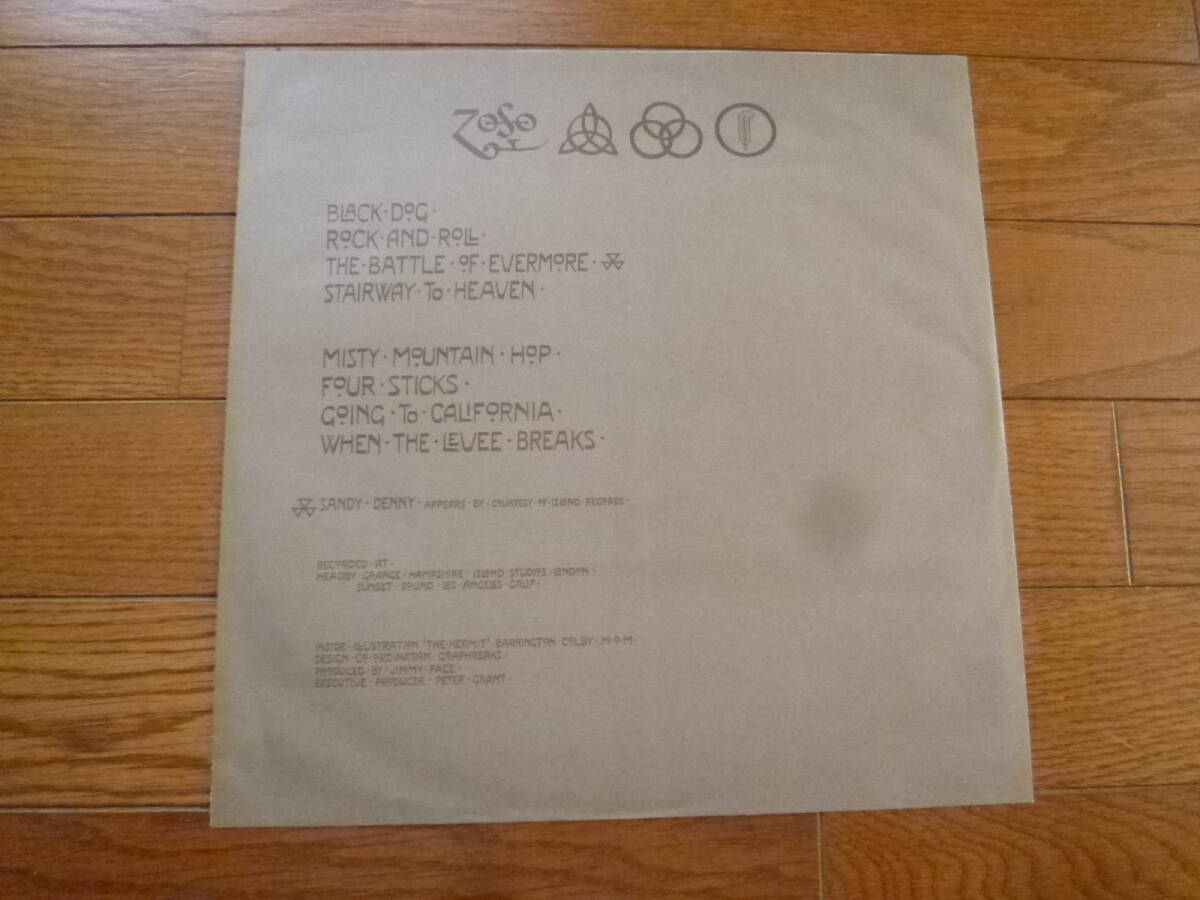 ZOSO
BLACK·DOG·
ROCK·AND·ROLL·
THE·BATTLE·OF·EVERMORE·
STAIRWAY·TO·HEAVEN·
MISTY·MOUNTAIN·HOP·
FOUR·STICKS·
GOING·TO·CALIFORNIA·
WHEN·THE·LEVEE·BREAKS·
SANDY·DENNY·APPEARS·BY·COURTESY·OF·ISLAND·RECORDS·
RECORDED·AT·
HEADLEY·GRANGE·HAMPSHIRE·ISLAND·STUDIOS·LONDON·
SUNSET·SOUND·LOS·ANGELES·CALIF·
INSIDE·ILLUSTRATION 'THE·HERMIT' BARRINGTON COLBY·M·O·M·
DESIGN·CO-ORDINATION·GRAPHREAKS·
PRODUCED·BY·JIMMY·PAGE·
EXECUTIVE·PRODUCER·PETER·GRANT·